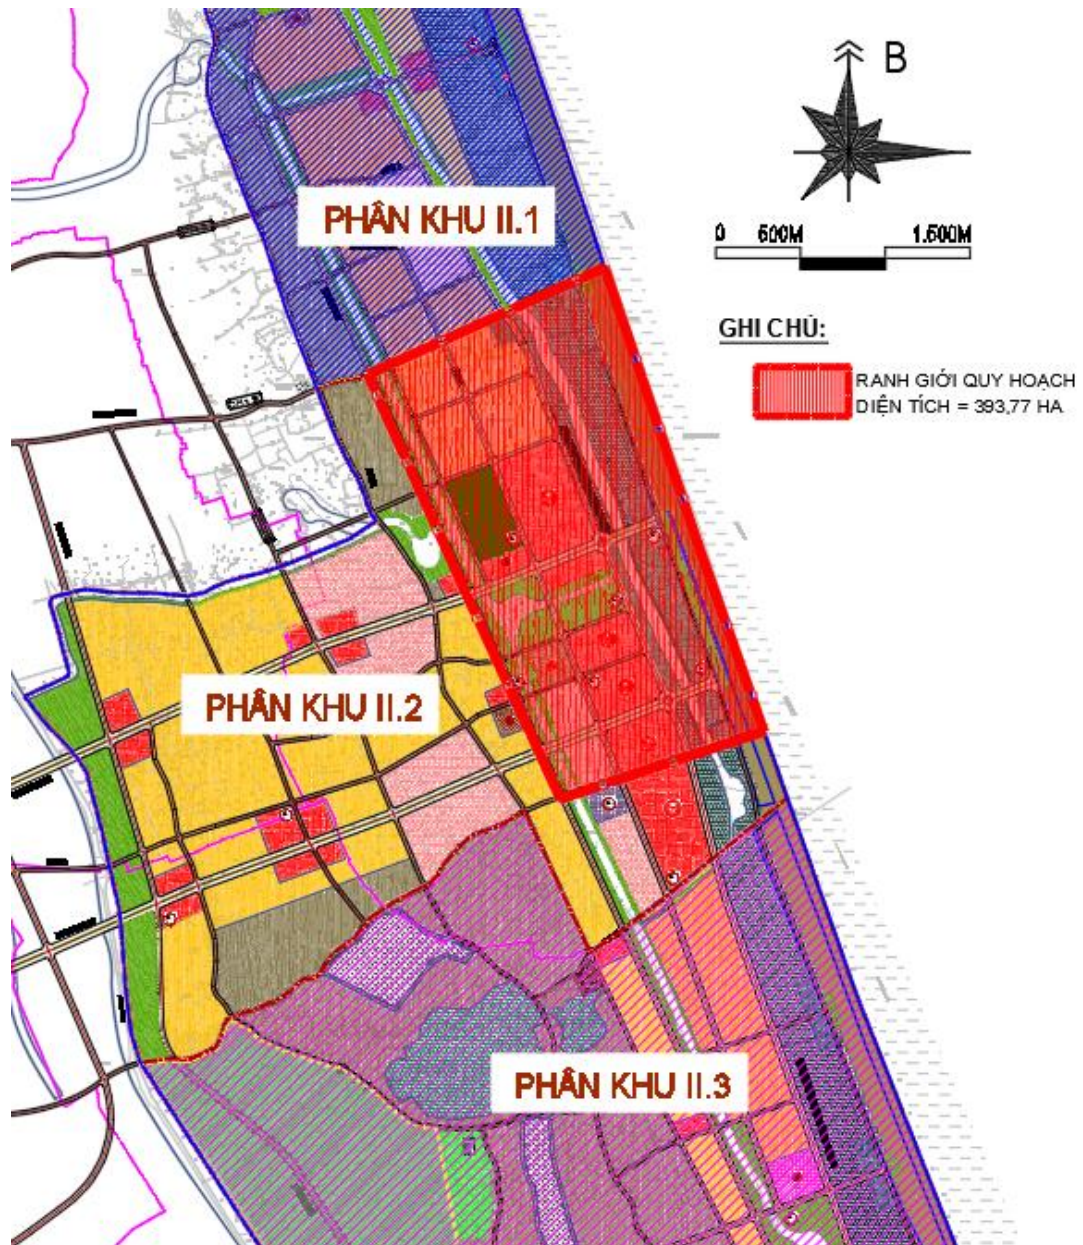 B
0 500M 1.500M
PHÂN KHU II.1
GHI CHÚ:
RANH GIỚI QUY HOẠCH
DIỆN TÍCH = 393,77 HA
PHÂN KHU II.2
PHÂN KHU II.3